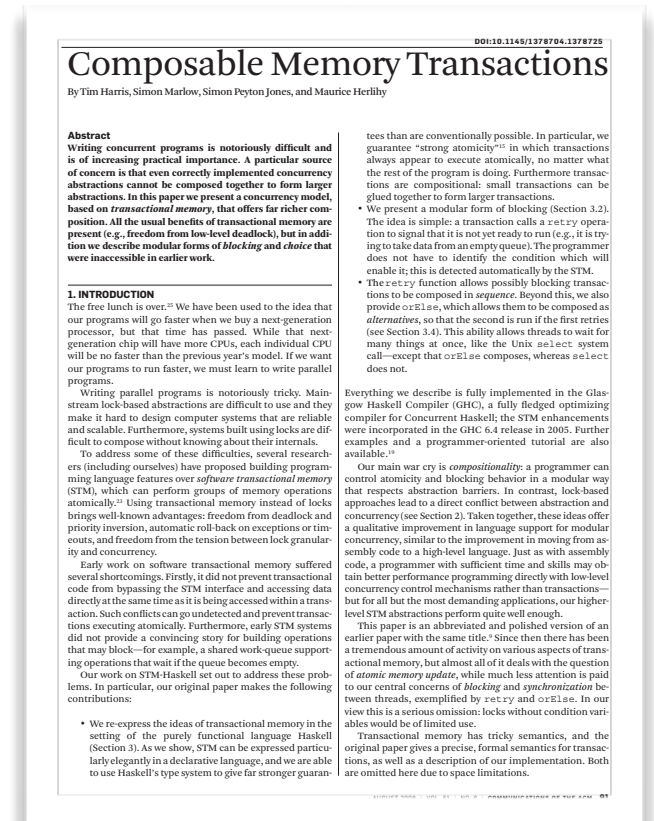 DOI:10.1145/1378704.1378725
Composable Memory Transactions
By Tim Harris, Simon Marlow, Simon Peyton Jones, and Maurice Herlihy
Abstract
Writing concurrent programs is notoriously difficult and
is of increasing practical importance. A particular source
of concern is that even correctly implemented concurrency
abstractions cannot be composed together to form larger
abstractions. In this paper we present a concurrency model,
based on transactional memory, that offers far richer com-
position. All the usual benefits of transactional memory are
present (e.g., freedom from low-level deadlock), but in addi-
tion we describe modular forms of blocking and choice that
were inaccessible in earlier work.
1. INTRODUCTION
The free lunch is over.25 We have been used to the idea that
our programs will go faster when we buy a next-generation
processor, but that time has passed. While that next-
generation chip will have more CPUs, each individual CPU
will be no faster than the previous year's model. If we want
our programs to run faster, we must learn to write parallel
programs.
Writing parallel programs is notoriously tricky. Main-
stream lock-based abstractions are difficult to use and they
make it hard to design computer systems that are reliable
and scalable. Furthermore, systems built using locks are dif-
ficult to compose without knowing about their internals.
To address some of these difficulties, several research-
ers (including ourselves) have proposed building program-
ming language features over software transactional memory
(STM), which can perform groups of memory operations
atomically.23 Using transactional memory instead of locks
brings well-known advantages: freedom from deadlock and
priority inversion, automatic roll-back on exceptions or tim-
eouts, and freedom from the tension between lock granular-
ity and concurrency.
Early work on software transactional memory suffered
several shortcomings. Firstly, it did not prevent transactional
code from bypassing the STM interface and accessing data
directly at the same time as it is being accessed within a trans-
action. Such conflicts can go undetected and prevent transac-
tions executing atomically. Furthermore, early STM systems
did not provide a convincing story for building operations
that may block—for example, a shared work-queue support-
ing operations that wait if the queue becomes empty.
Our work on STM-Haskell set out to address these prob-
lems. In particular, our original paper makes the following
contributions:
• We re-express the ideas of transactional memory in the
setting of the purely functional language Haskell
(Section 3). As we show, STM can be expressed particu-
larly elegantly in a declarative language, and we are able
to use Haskell's type system to give far stronger guaran-
tees than are conventionally possible. In particular, we
guarantee "strong atomicity"15 in which transactions
always appear to execute atomically, no matter what
the rest of the program is doing. Furthermore transac-
tions are compositional: small transactions can be
glued together to form larger transactions.
• We present a modular form of blocking (Section 3.2).
The idea is simple: a transaction calls a retry opera-
tion to signal that it is not yet ready to run (e.g., it is try-
ing to take data from an empty queue). The programmer
does not have to identify the condition which will
enable it; this is detected automatically by the STM.
• The retry function allows possibly blocking transac-
tions to be composed in sequence. Beyond this, we also
provide orElse, which allows them to be composed as
alternatives, so that the second is run if the first retries
(see Section 3.4). This ability allows threads to wait for
many things at once, like the Unix select system
call—except that orElse composes, whereas select
does not.
Everything we describe is fully implemented in the Glas-
gow Haskell Compiler (GHC), a fully fledged optimizing
compiler for Concurrent Haskell; the STM enhancements
were incorporated in the GHC 6.4 release in 2005. Further
examples and a programmer-oriented tutorial are also
available.19
Our main war cry is compositionality: a programmer can
control atomicity and blocking behavior in a modular way
that respects abstraction barriers. In contrast, lock-based
approaches lead to a direct conflict between abstraction and
concurrency (see Section 2). Taken together, these ideas offer
a qualitative improvement in language support for modular
concurrency, similar to the improvement in moving from as-
sembly code to a high-level language. Just as with assembly
code, a programmer with sufficient time and skills may ob-
tain better performance programming directly with low-level
concurrency control mechanisms rather than transactions—
but for all but the most demanding applications, our higher-
level STM abstractions perform quite well enough.
This paper is an abbreviated and polished version of an
earlier paper with the same title.9 Since then there has been
a tremendous amount of activity on various aspects of trans-
actional memory, but almost all of it deals with the question
of atomic memory update, while much less attention is paid
to our central concerns of blocking and synchronization be-
tween threads, exemplified by retry and orElse. In our
view this is a serious omission: locks without condition vari-
ables would be of limited use.
Transactional memory has tricky semantics, and the
original paper gives a precise, formal semantics for transac-
tions, as well as a description of our implementation. Both
are omitted here due to space limitations.